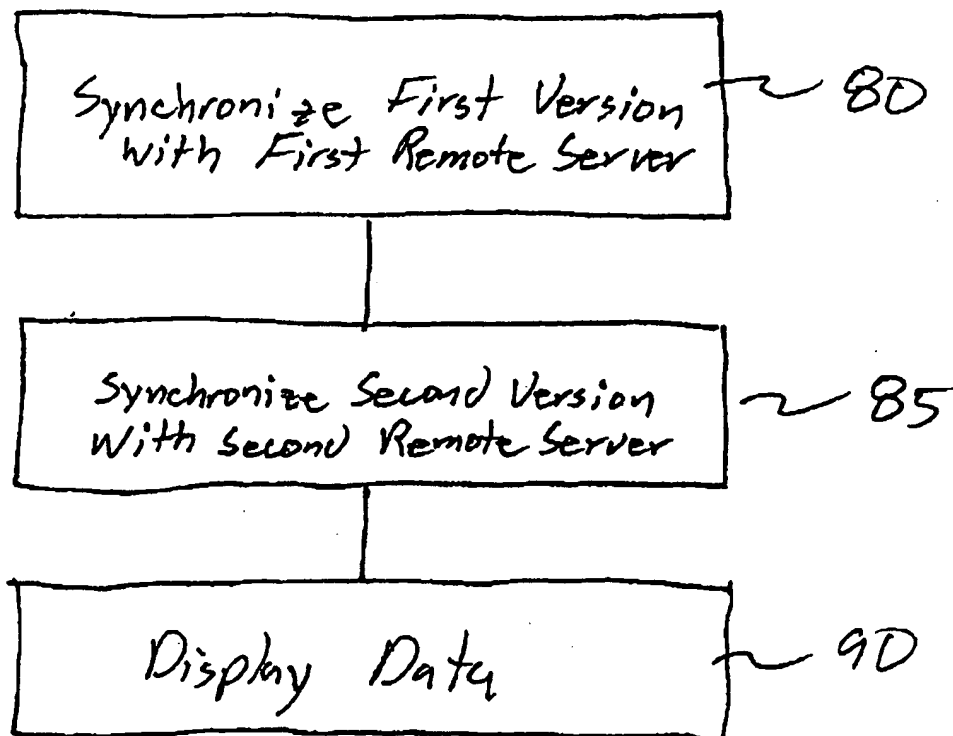 Synchronize First Version
With First Remote Server
80
Synchronize Second Version
With Second Remote Server
85
Display Data
90